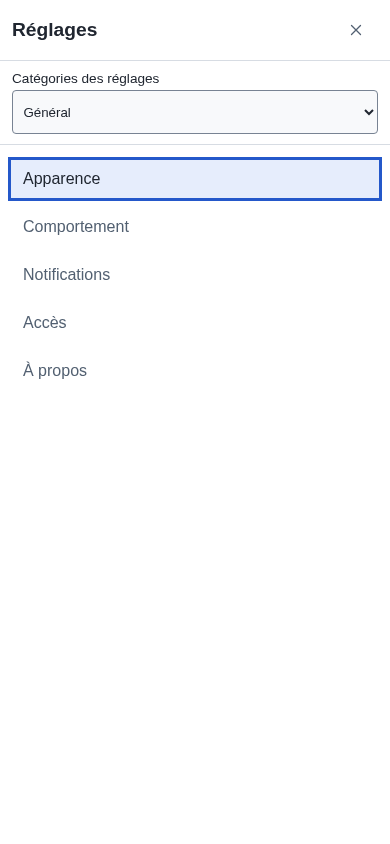 Réglages
Catégories des réglages
Général
Apparence
Comportement
Notifications
Accès
À propos